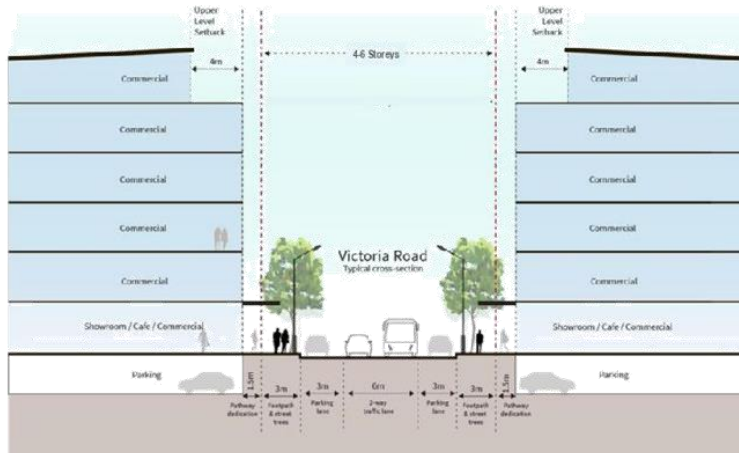 Upper
Level
Setback
4m
4-6 Storeys
Upper
Level
Setback
4m
Commercial
Commercial
Commercial
Commercial
Commercial
Commercial
Commercial
Commercial
Commercial
Commercial
Victoria Road
Typical cross-section
Showroom / Cafe / Commercial
Showroom / Cafe / Commercial
Parking
Parking
1.5m
3m
3m
6m
3m
3m
1.5m
Pathway
dedication
Footpath
& street
trees
Parking
lane
2-way
traffic lane
Parking
lane
Footpath
& street
trees
Pathway
dedication